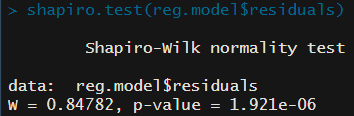 > shapiro.test(reg.model$residuals)
Shapiro-Wilk normality test
data:  reg.model$residuals
W = 0.84782, p-value = 1.921e-06